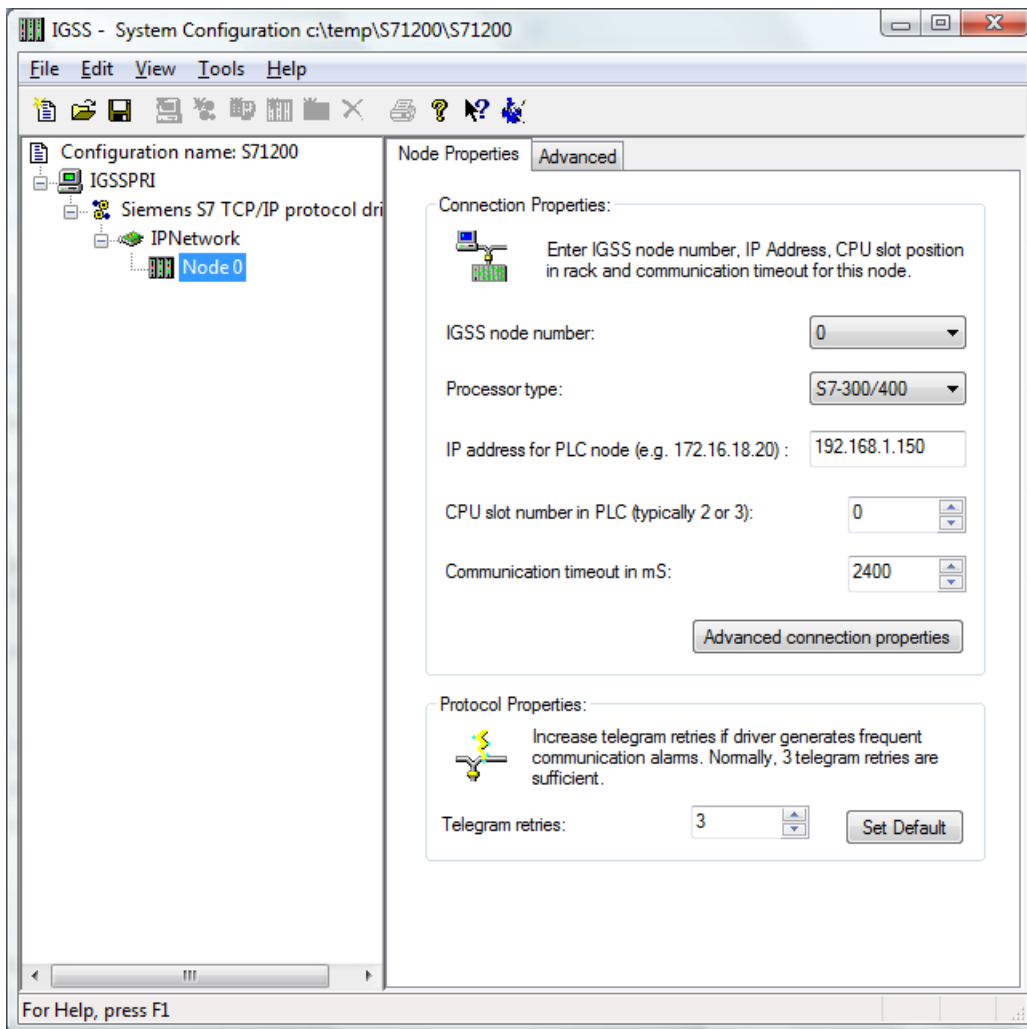 IGSS - System Configuration c:\temp\S71200\S71200
File Edit View Tools Help
Configuration name: S71200
IGSSPRI
Siemens S7 TCP/IP protocol dri
IPNetwork
Node 0
Node Properties
Advanced
Connection Properties:
Enter IGSS node number, IP Address, CPU slot position
in rack and communication timeout for this node.
IGSS node number:
0
Processor type:
S7-300/400
IP address for PLC node (e.g. 172.16.18.20) :
192.168.1.150
CPU slot number in PLC (typically 2 or 3):
0
Communication timeout in mS:
2400
Advanced connection properties
Protocol Properties:
Increase telegram retries if driver generates frequent
communication alarms. Normally, 3 telegram retries are
sufficient.
Telegram retries:
3
Set Default
For Help, press F1